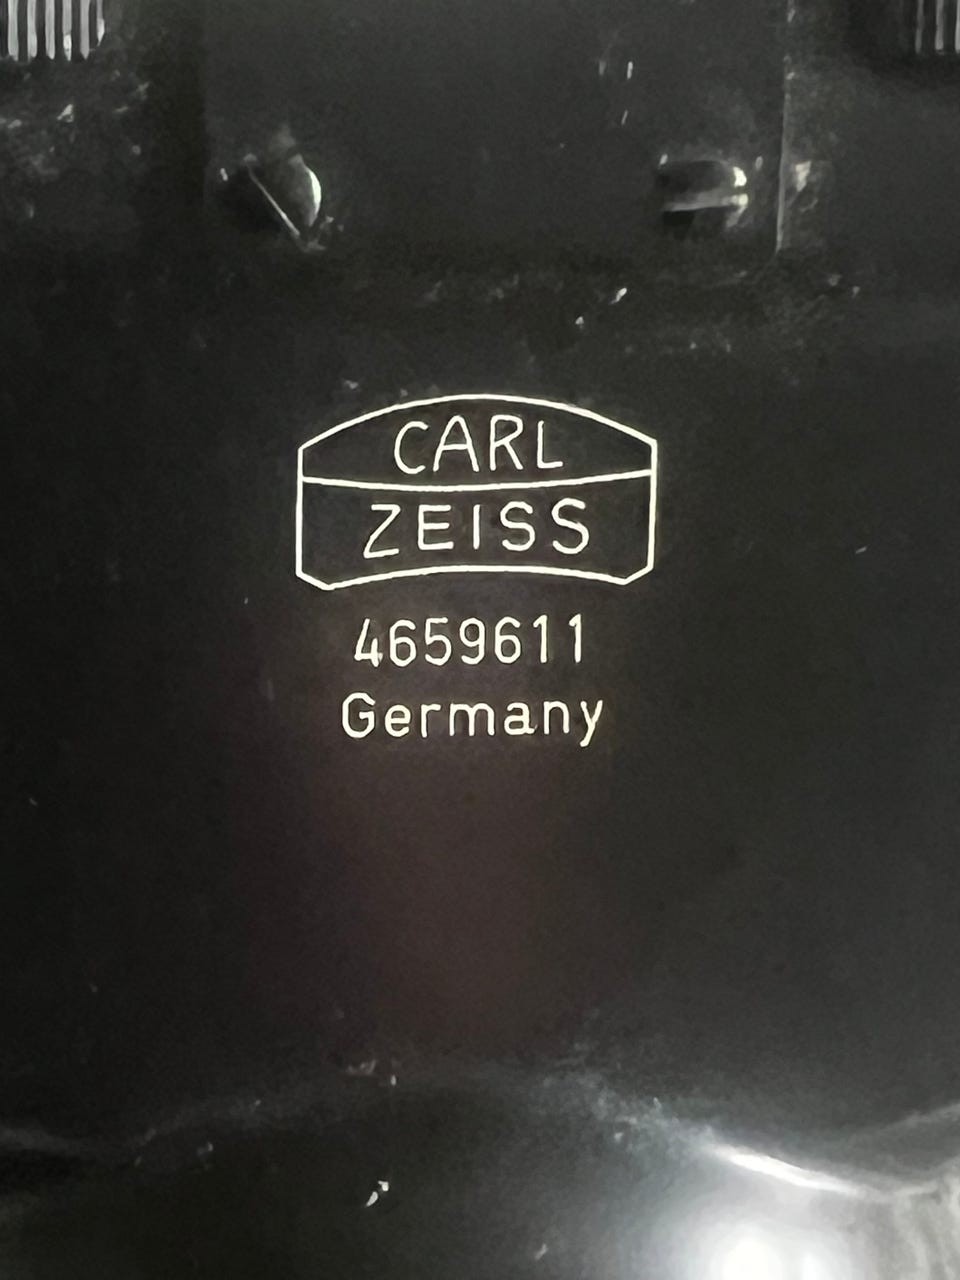 CARL
ZEISS
4659611
Germany